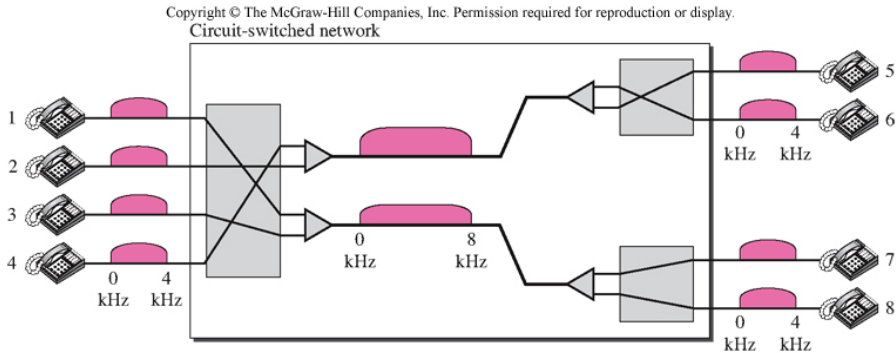 Copyright © The McGraw-Hill Companies, Inc. Permission required for reproduction or display.
Circuit-switched network
1
2
3
4
0 kHz
4 kHz
0 kHz
8 kHz
5
6
0 kHz
4 kHz
7
8
0 kHz
4 kHz